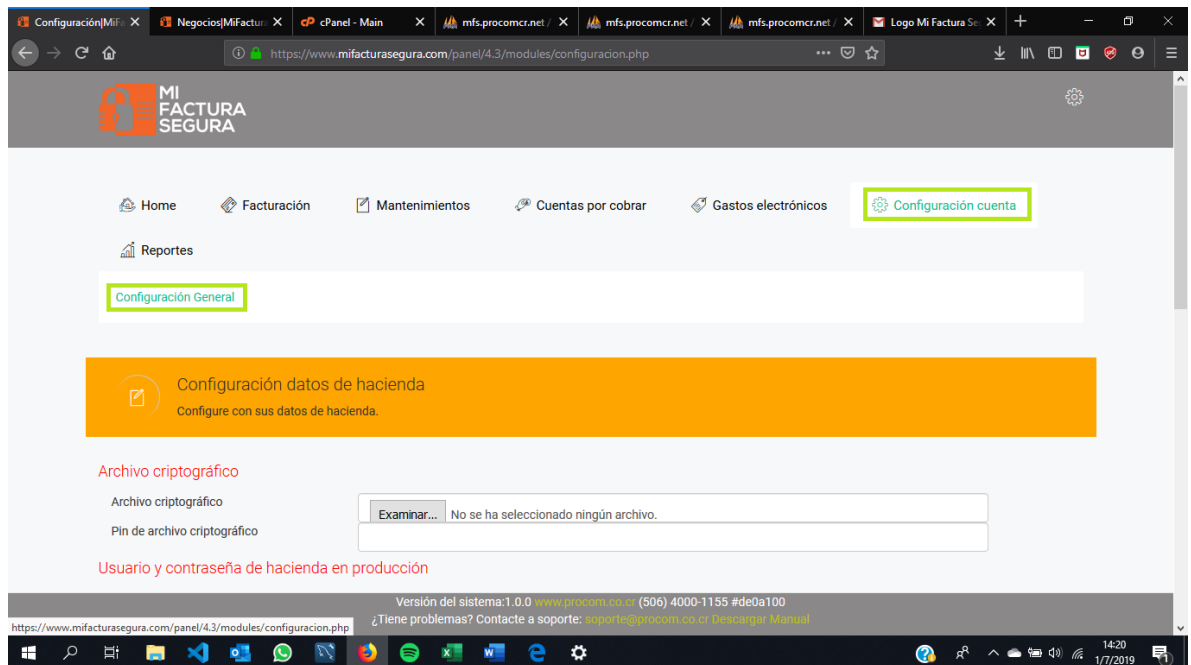 Configuración|MiFa
Negocios|MiFactura
cPanel - Main
mfs.procomcr.net /
mfs.procomcr.net /
mfs.procomcr.net /
Logo Mi Factura Se
https://www.mifacturasegura.com/panel/4.3/modules/configuracion.php
MI
FACTURA
SEGURA
Home
Facturación
Mantenimientos
Cuentas por cobrar
Gastos electrónicos
Configuración cuenta
Reportes
Configuración General
Configuración datos de hacienda
Configure con sus datos de hacienda.
Archivo criptográfico
Archivo criptográfico
Examinar... No se ha seleccionado ningún archivo.
Pin de archivo criptográfico
Usuario y contraseña de hacienda en producción
Versión del sistema:1.0.0 www.procom.co.cr (506) 4000-1155 #de0a100
¿Tiene problemas? Contacte a soporte: soporte@procom.co.cr Descargar Manual
https://www.mifacturasegura.com/panel/4.3/modules/configuracion.php
14:20
1/7/2019